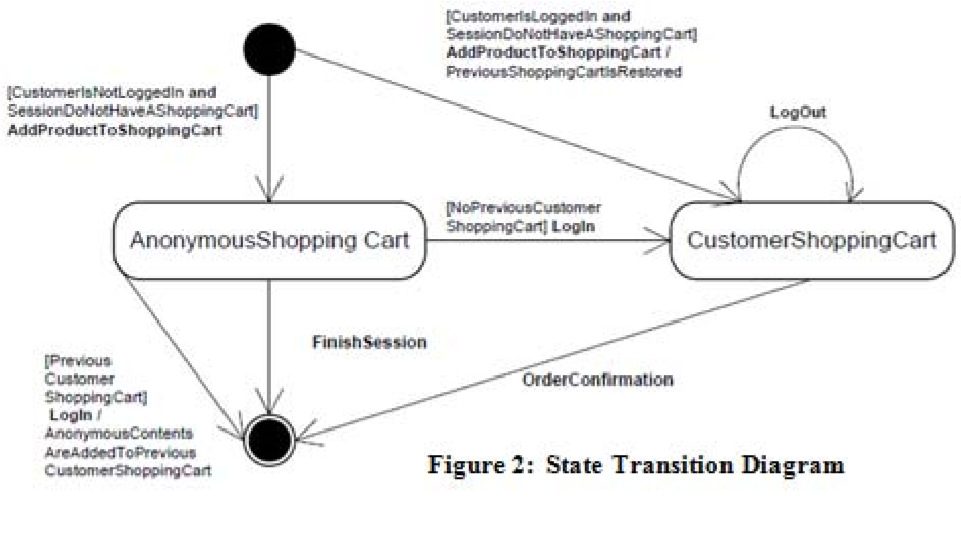 [CustomerIsLoggedIn and
SessionDoNotHaveAShoppingCart]
AddProductToShoppingCart /
PreviousShoppingCartIsRestored
[CustomerIsNotLoggedIn and
SessionDoNotHaveAShoppingCart]
AddProductToShoppingCart
LogOut
AnonymousShopping Cart
[NoPreviousCustomer
ShoppingCart] LogIn
CustomerShoppingCart
FinishSession
[Previous
Customer
ShoppingCart]
LogIn /
AnonymousContents
AreAddedToPrevious
CustomerShoppingCart
OrderConfirmation
Figure 2: State Transition Diagram